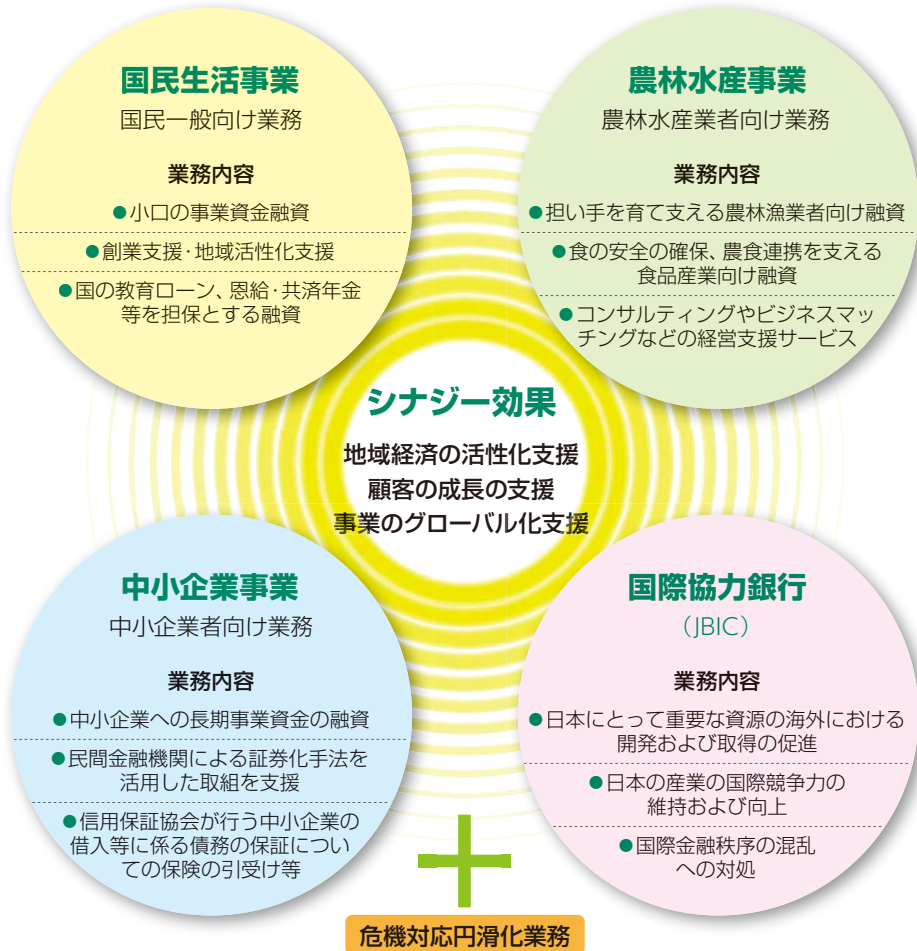 国民生活事業
国民一般向け業務
業務内容
●小口の事業資金融資
●創業支援・地域活性化支援
●国の教育ローン、恩給・共済年金
等を担保とする融資
農林水産事業
農林水産業者向け業務
業務内容
●担い手を育て支える農林漁業者向け融資
●食の安全の確保、農食連携を支える
食品産業向け融資
●コンサルティングやビジネスマッ
チングなどの経営支援サービス
シナジー効果
地域経済の活性化支援
顧客の成長の支援
事業のグローバル化支援
中小企業事業
中小企業者向け業務
業務内容
●中小企業への長期事業資金の融資
●民間金融機関による証券化手法を
活用した取組を支援
●信用保証協会が行う中小企業の
借入等に係る債務の保証につい
ての保険の引受け等
国際協力銀行
（JBIC）
業務内容
●日本にとって重要な資源の海外における
開発および取得の促進
●日本の産業の国際競争力の
維持および向上
●国際金融秩序の混乱
への対処
＋
危機対応円滑化業務